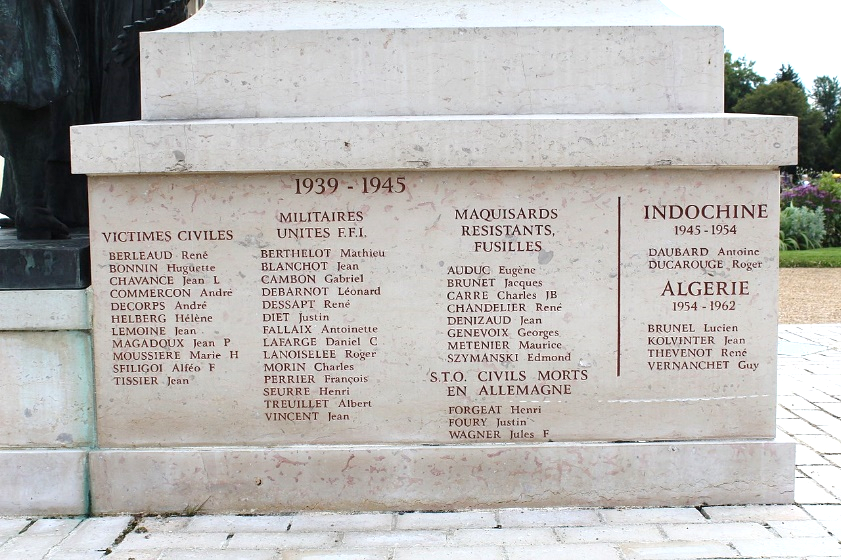 1939 - 1945
VICTIMES CIVILES
BERLEAUD René
BONNIN Hugüette
CHAVANCE Jean L
COMMERCON André
DECORPS André
HELBERG Hélène
LEMOINE Jean
MAGADOUX Jean P
MOUSSIÈRE Marie H
SFILIGOI Alféo F
TISSIER Jean
MILITAIRES
UNITES F.F.I.
BERTHELOT Mathieu
BLANCHOT Jean
CAMBON Gabriel
DEBARNOT Léonard
DESSAPT René
DIET Justin
FALLAIX Antoinette
LAFARGE Daniel C
LANOISELEE Roger
MORIN Charles
PERRIER François
SEURRE Henri
TREUILLET Albert
VINCENT Jean
MAQUISARDS
RESISTANTS,
FUSILLES
AUDUC Eugène
BRUNET Jacques
CARRE Charles JB
CHANDELIER René
DENIZAUD Jean
GENEVOIX Georges
METENIER Maurice
SZYMANSKI Edmond
S.T.O. CIVILS MORTS
EN ALLEMAGNE
FORGEAT Henri
FOURY Justin
WAGNER Jules F
INDOCHINE
1945 - 1954
DAUBARD Antoine
DUCAROUGE Roger
ALGERIE
1954 - 1962
BRUNEL Lucien
KOLVINTER Jean
THEVENOT René
VERNANCHET Guy